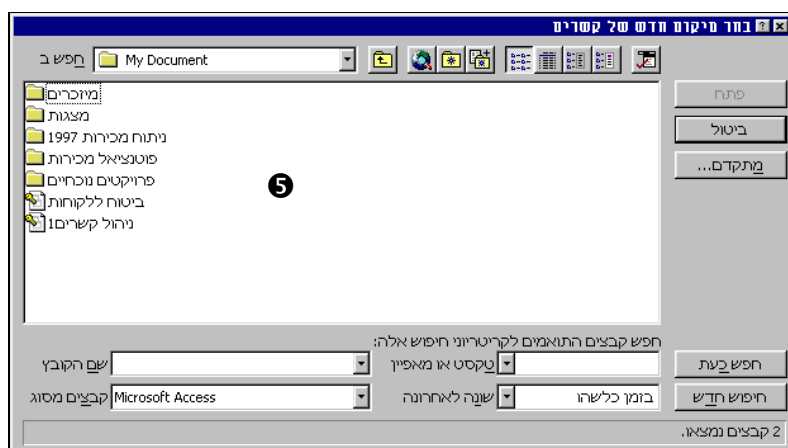 בחר מיקום חדש של קשרים
חפש ב My Document
מיזכרים
מצגות
ניתוח מכירות 1997
פוטנציאל מכירות
פרויקטים נוכחיים
ביטוח ללקוחות
ניהול קשרים1
❺
פתח
ביטול
מתקדם...
חפש קבצים התואמים לקריטריוני חיפוש אלה:
שם הקובץ טקסט או מאפיין חפש כעת
קבצים מסוג Microsoft Access שונה לאחרונה בזמן כלשהו חיפוש חדש
2 קבצים נמצאו.